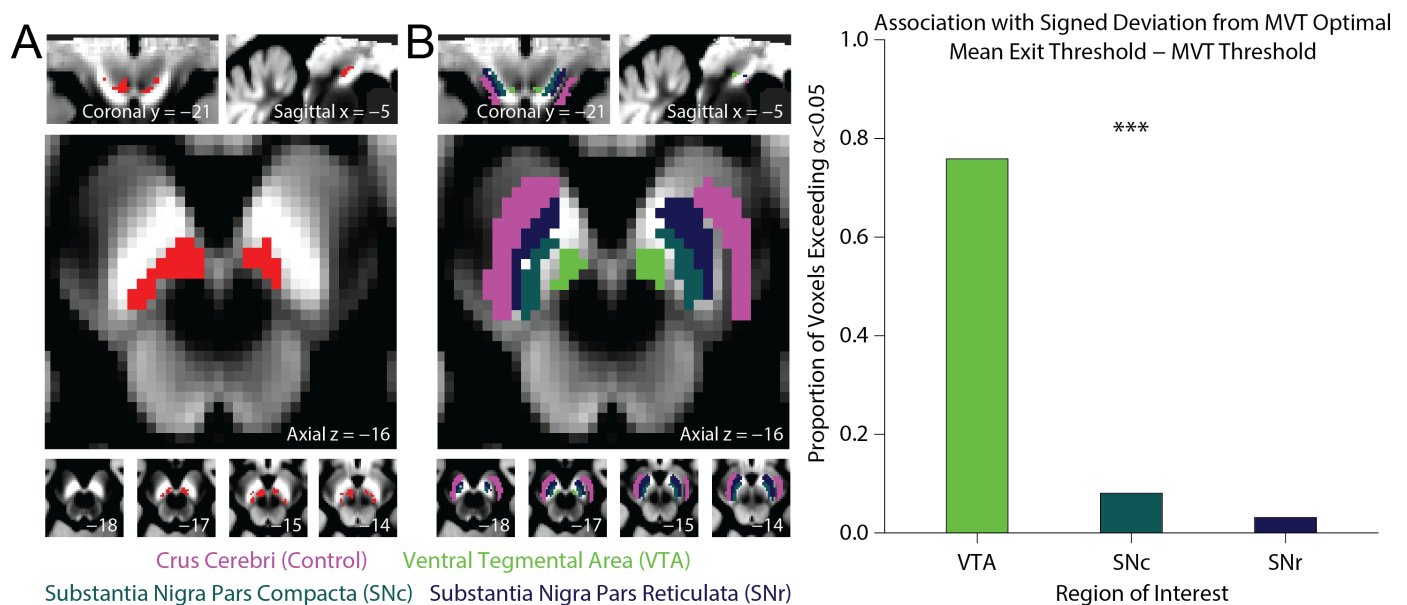 A
Coronal y = −21
Sagittal x = −5
Axial z = −16
−18
−17
−15
−14
B
Coronal y = −21
Sagittal x = −5
Axial z = −16
−18
−17
−15
−14
Crus Cerebri (Control)
Ventral Tegmental Area (VTA)
Substantia Nigra Pars Compacta (SNc)
Substantia Nigra Pars Reticulata (SNr)
Association with Signed Deviation from MVT Optimal
Mean Exit Threshold − MVT Threshold
Proportion of Voxels Exceeding α<0.05
1.0
0.8
0.6
0.4
0.2
0.0
***
VTA
SNc
SNr
Region of Interest